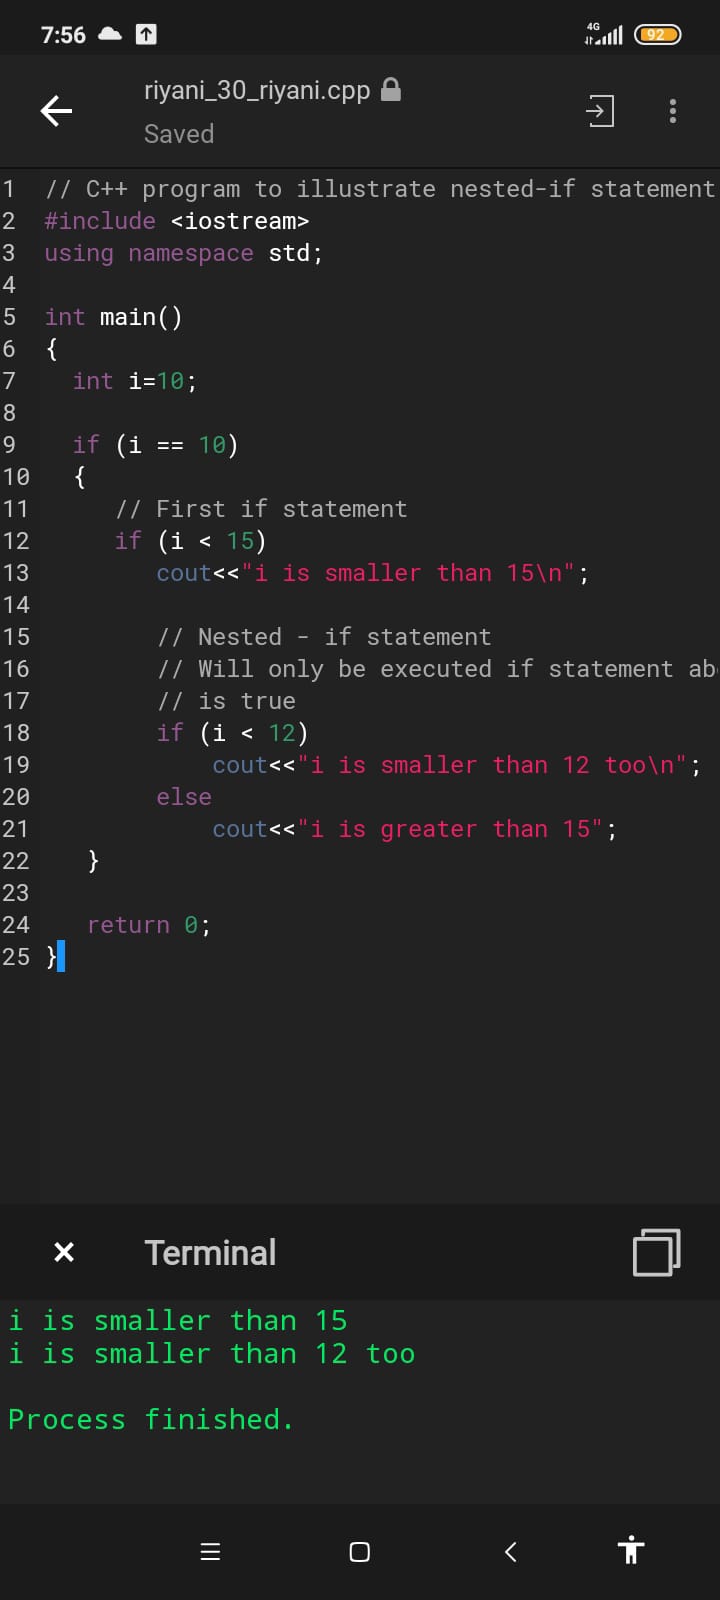 7:56
4G
92
riyani_30_riyani.cpp
Saved
1 // C++ program to illustrate nested-if statement
2 #include <iostream>
3 using namespace std;
4
5 int main()
6 {
7 int i=10;
8
9 if (i == 10)
10 {
11 // First if statement
12 if (i < 15)
13 cout<<"i is smaller than 15\n";
14
15 // Nested - if statement
16 // Will only be executed if statement ab
17 // is true
18 if (i < 12)
19 cout<<"i is smaller than 12 too\n";
20 else
21 cout<<"i is greater than 15";
22 }
23
24 return 0;
25 }
Terminal
i is smaller than 15
i is smaller than 12 too
Process finished.